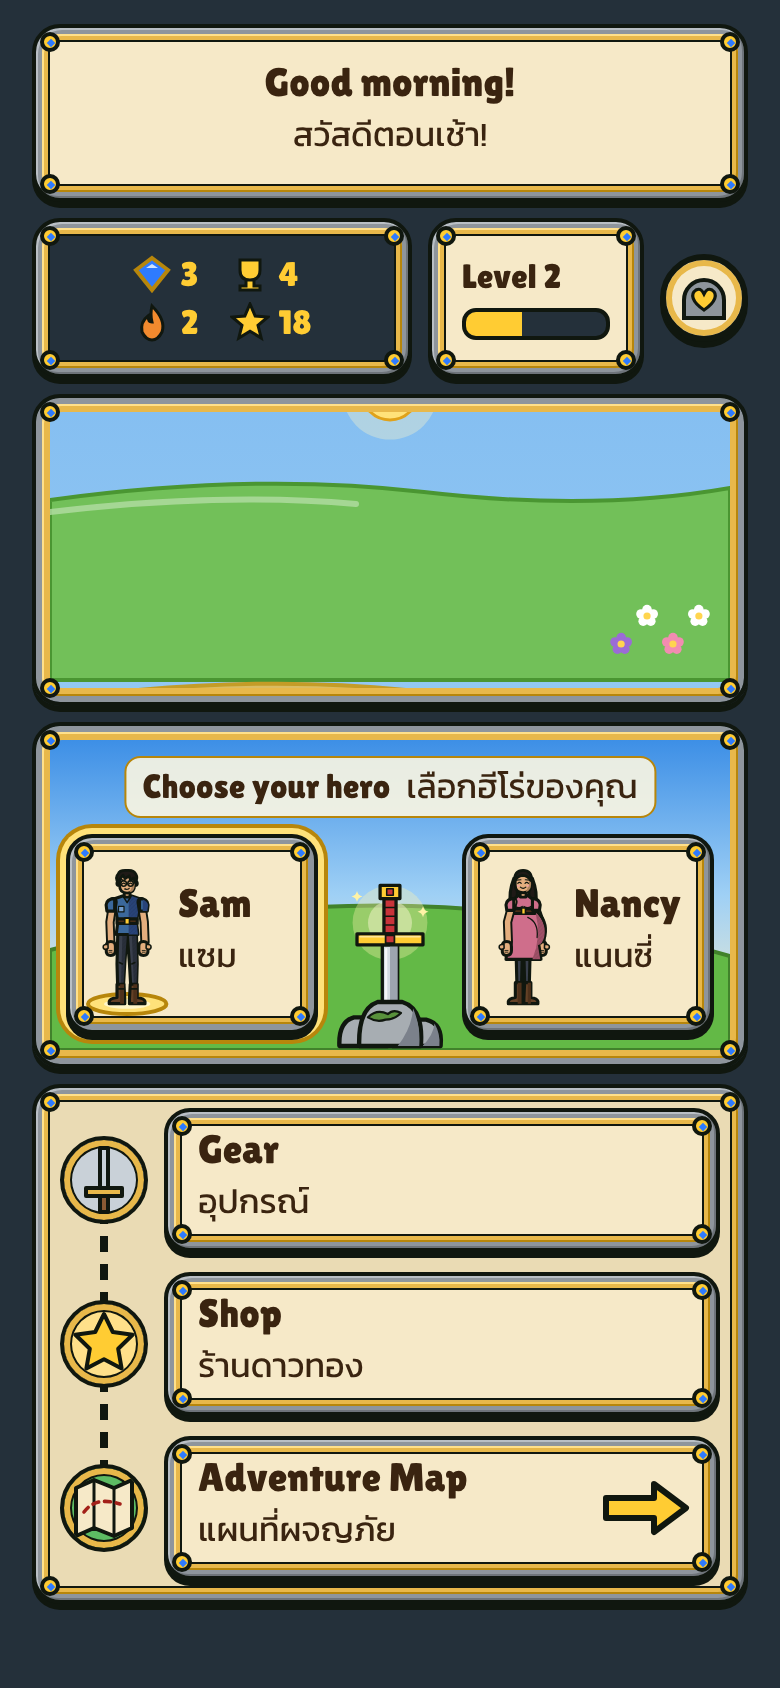 Good morning!
สวัสดีตอนเช้า!
3 4
2 18
Level 2
Choose your hero เลือกฮีโร่ของคุณ
Sam
แซม
Nancy
แนนซี่
Gear
อุปกรณ์
Shop
ร้านดาวทอง
Adventure Map
แผนที่ผจญภัย